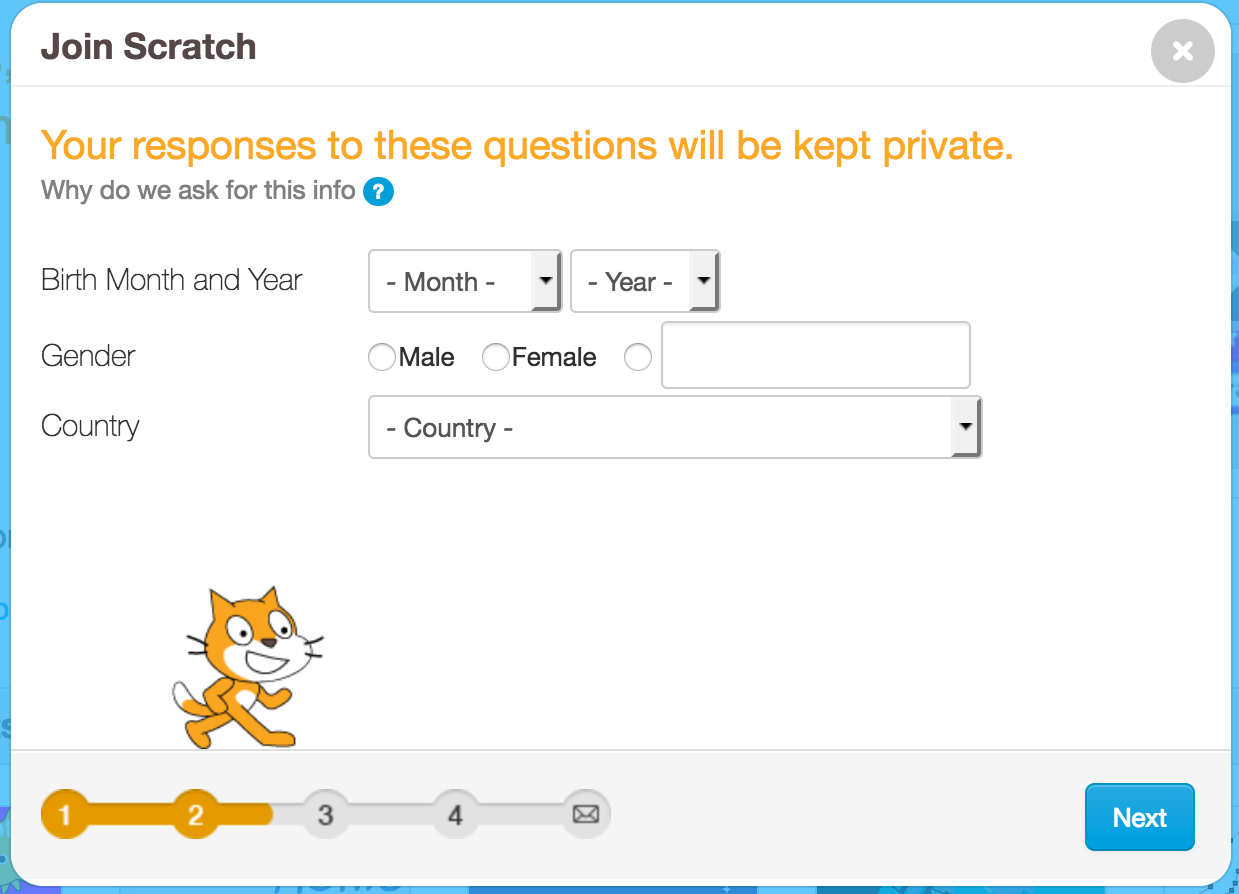 Join Scratch
Your responses to these questions will be kept private.
Why do we ask for this info ?
Birth Month and Year - Month - - Year -
Gender Male Female
Country - Country -
1 2 3 4
Next